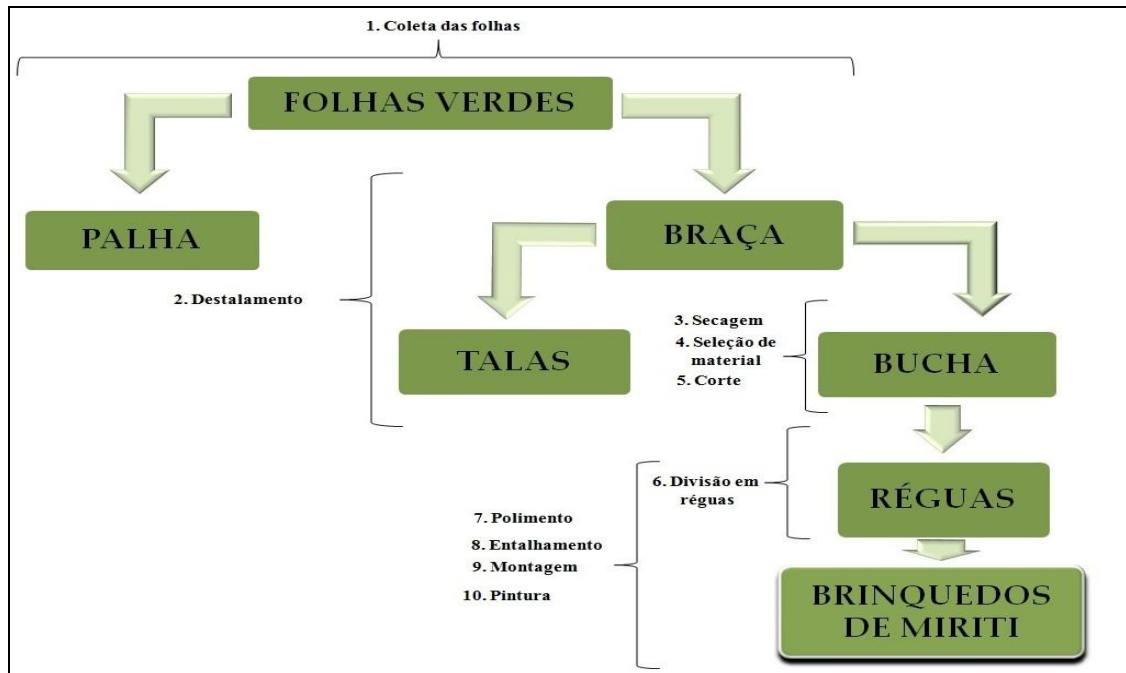 1. Coleta das folhas
FOLHAS VERDES
PALHA
BRAÇA
2. Destalamento
TALAS
3. Secagem
4. Seleção de
material
5. Corte
BUCHA
6. Divisão em
réguas
RÉGUAS
7. Polimento
8. Entalhamento
9. Montagem
10. Pintura
BRINQUEDOS
DE MIRITI